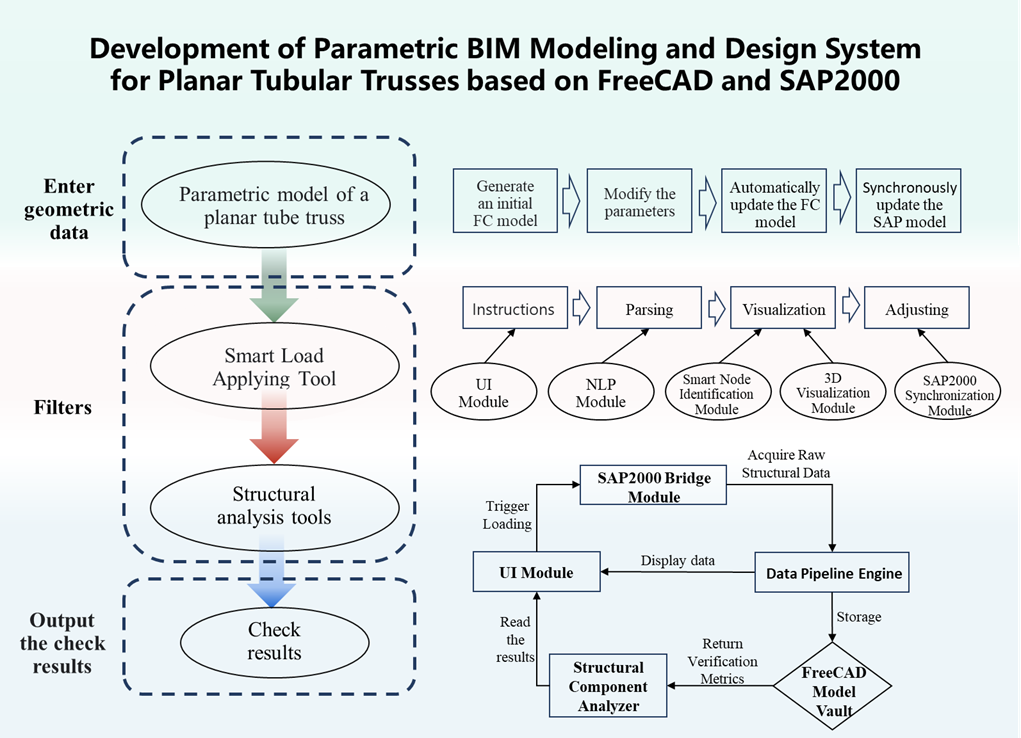 Development of Parametric BIM Modeling and Design System
for Planar Tubular Trusses based on FreeCAD and SAP2000
Enter
geometric
data
Parametric model of a
planar tube truss
Generate
an initial
FC model
Modify the
parameters
Automatically
update the FC
model
Synchronously
update the
SAP model
Filters
Smart Load
Applying Tool
Structural
analysis tools
Instructions
Parsing
Visualization
Adjusting
UI
Module
NLP
Module
Smart Node
Identification
Module
3D
Visualization
Module
SAP2000
Synchronization
Module
Output
the check
results
Check
results
SAP2000 Bridge
Module
Acquire Raw
Structural Data
Trigger
Loading
UI Module
Display data
Data Pipeline Engine
Storage
Read
the
results
Return
Verification
Metrics
Structural
Component
Analyzer
FreeCAD
Model
Vault